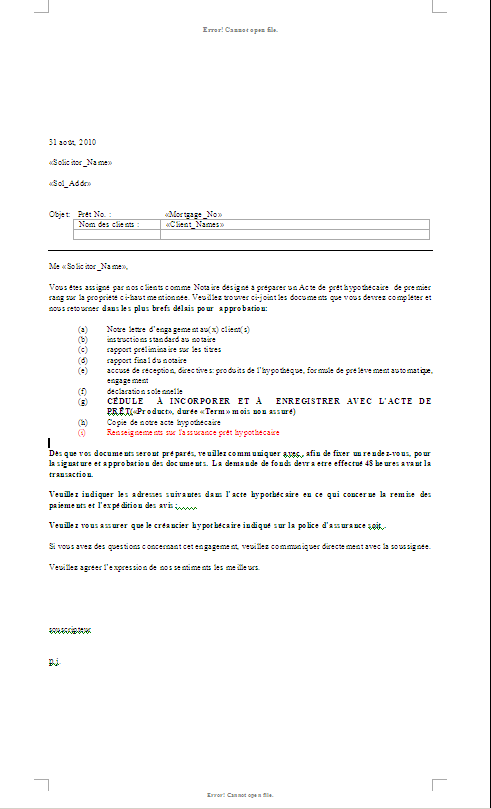 Error! Cannot open file.
31 août, 2010
«Solicitor_Name»
«Sol_Addr»
Objet: Prêt No. : «Mortgage_No»
Nom des clients : «Client_Names»
Me «Solicitor_Name»,
Vous êtes assigné par nos clients comme Notaire désigné à préparer un Acte de prêt hypothécaire de premier
rang sur la propriété ci-haut mentionnée. Veuillez trouver ci-joint les documents que vous devrez compléter et
nous retourner dans les plus brefs délais pour approbation:
(a) Notre lettre d'engagement au(x) client(s)
(b) instructions standard au notaire
(c) rapport préliminaire sur les titres
(d) rapport final du notaire
(e) accusé de réception, directives: produits de l'hypothèque, formule de prélèvement automatique,
engagement
(f) déclaration solennelle
(g) CÉDULE À INCORPORER ET À ENREGISTRER AVEC L'ACTE DE
PRÊT(«Product», durée «Term» mois non assuré)
(h) Copie de notre acte hypothécaire
(i) Renseignements sur l'assurance prêt hypothécaire
Dès que vos documents seront préparés, veuillez communiquer avec , afin de fixer un rendez-vous, pour
la signature et approbation des documents. La demande de fonds devra etre effectué 48 heures avant la
transaction.
Veuillez indiquer les adresses suivantes dans l'acte hypothécaire en ce qui concerne la remise des
paiements et l'expédition des avis :
Veuillez vous assurer que le créancier hypothécaire indiqué sur la police d'assurance soit .
Si vous avez des questions concernant cet engagement, veuillez communiquer directement avec la soussignée.
Veuillez agréer l'expression de nos sentiments les meilleurs.
souscripteur
p.j.
Error! Cannot open file.